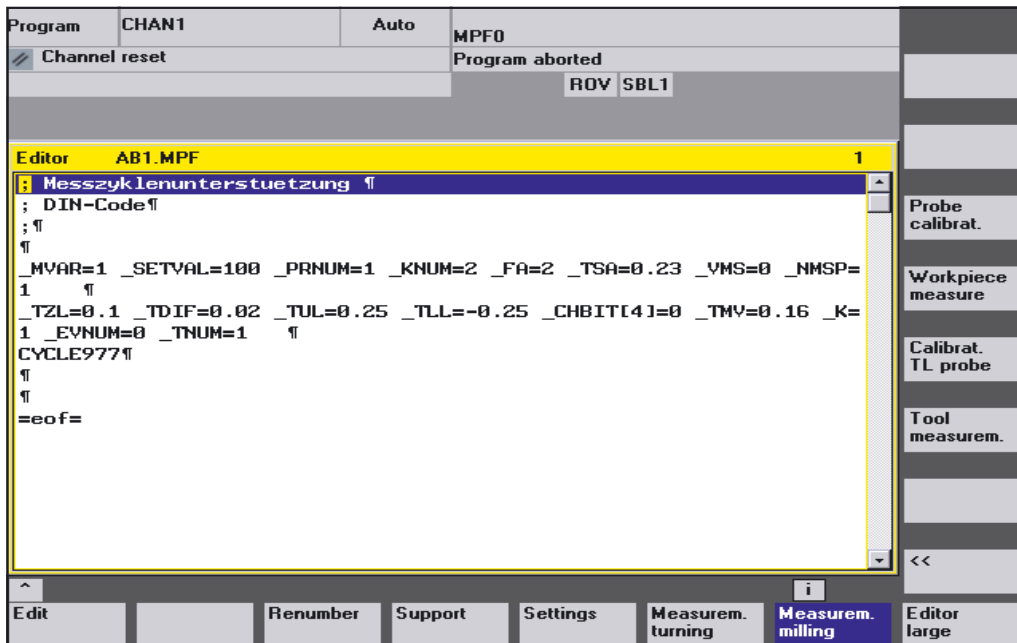 Program CHAN1 Auto MPF0
Channel reset Program aborted
ROV SBL1
Editor AB1.MPF 1
; Messzyklenunterstuetzung ¶
; DIN-Code¶
;¶
¶
_MVAR=1 _SETVAL=100 _PRNUM=1 _KNUM=2 _FA=2 _TSA=0.23 _VMS=0 _NMSP=
1 ¶
_TZL=0.1 _TDIF=0.02 _TUL=0.25 _TLL=-0.25 _CHBIT[4]=0 _TMV=0.16 _K=
1 _EVNUM=0 _TNUM=1 ¶
CYCLE977¶
¶
¶
=eof=
Probe
calibrat.
Workpiece
measure
Calibrat.
TL probe
Tool
measurem.
<<
^ i
Edit Renumber Support Settings Measurem.
turning Measurem.
milling Editor
large